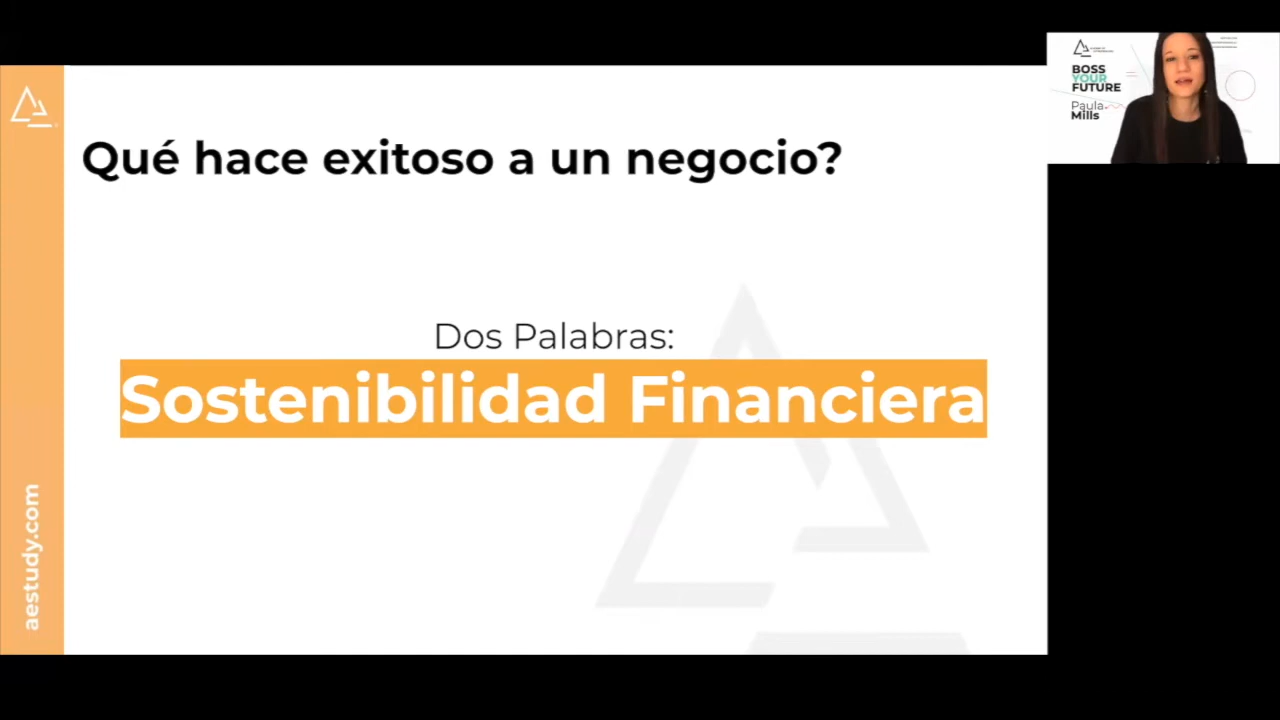 Qué hace exitoso a un negocio?
Dos Palabras:
Sostenibilidad Financiera
aestudy.com
BOSS
YOUR
FUTURE
Paula
Mills